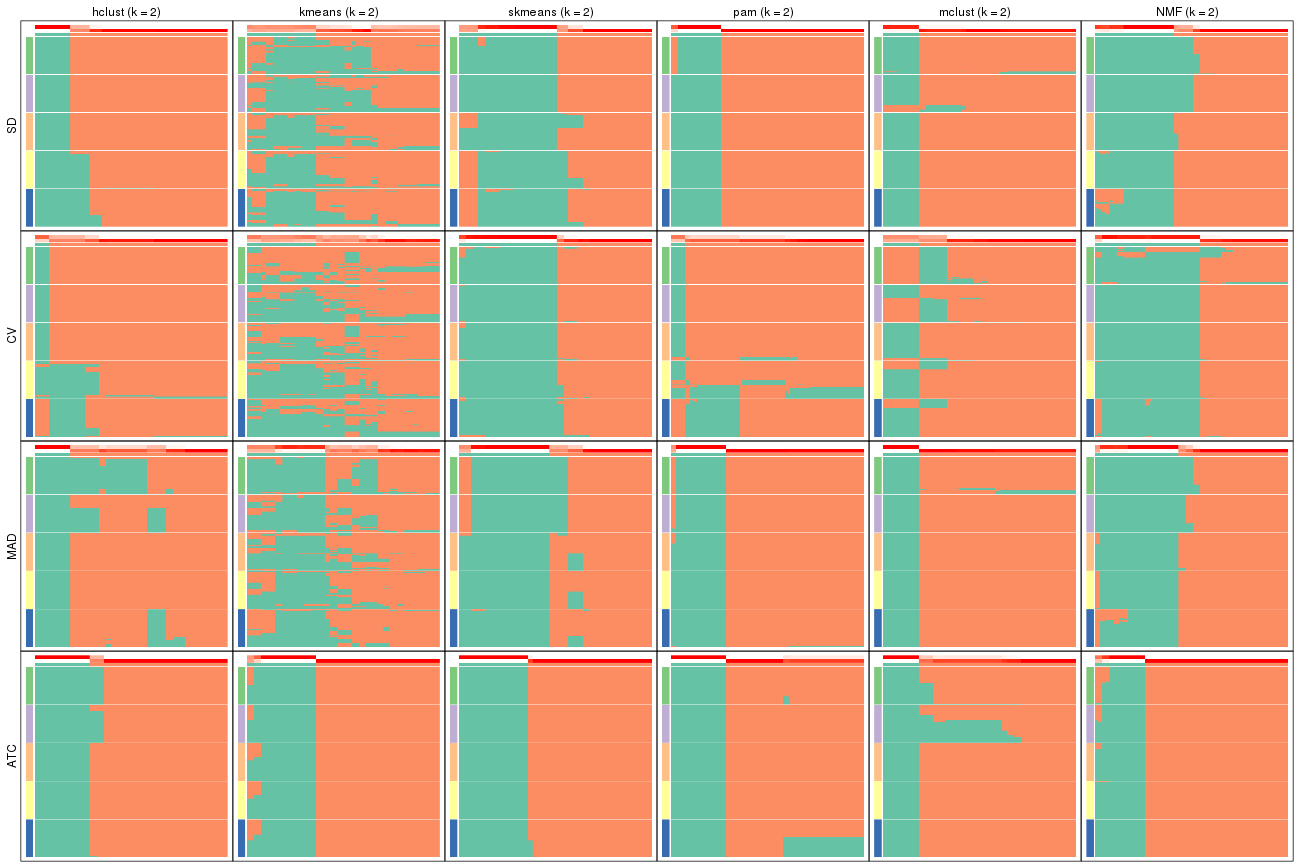 hclust (k = 2)
kmeans (k = 2)
skmeans (k = 2)
pam (k = 2)
mclust (k = 2)
NMF (k = 2)
SD
CV
MAD
ATC